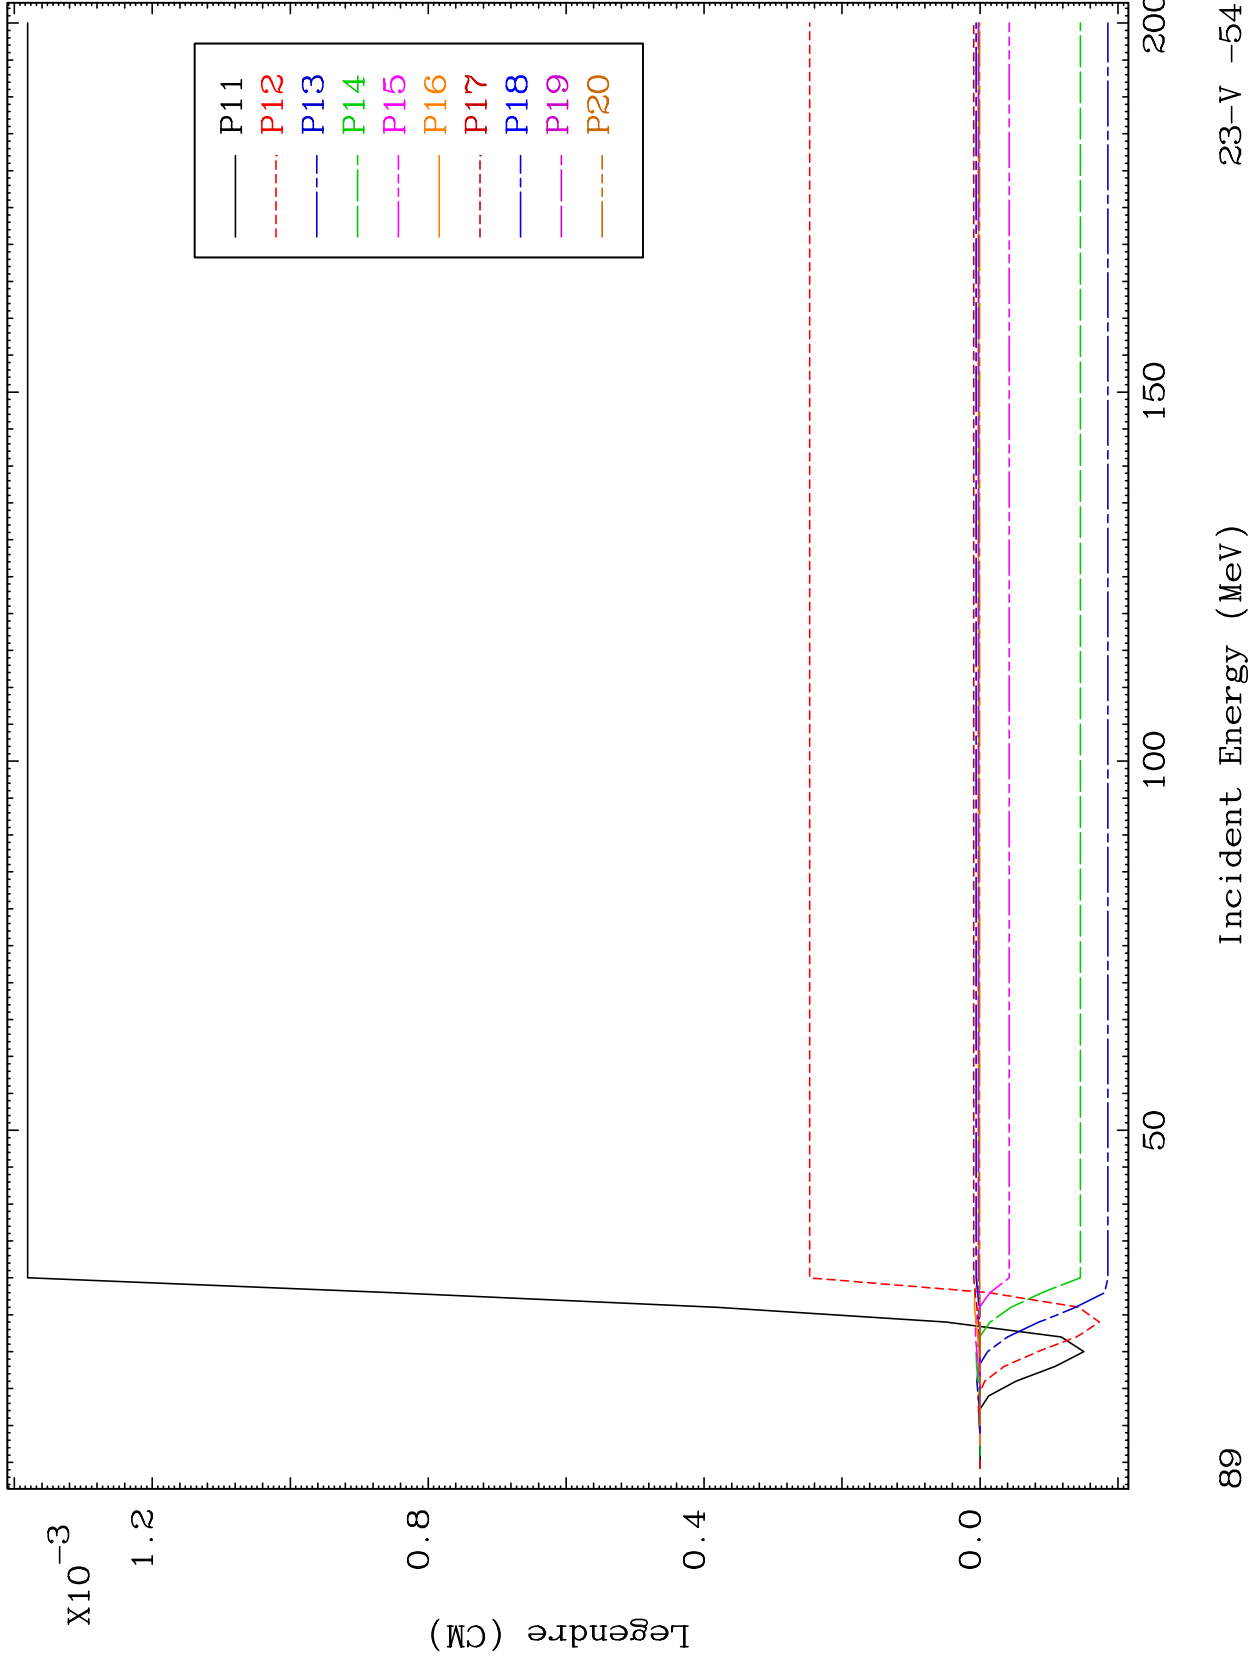 X10-3
1.2
0.8
0.4
0.0
Legendre (CM)
P11
P12
P13
P14
P15
P16
P17
P18
P19
P20
50
100
150
200
Incident Energy (MeV)
89
23-V -54